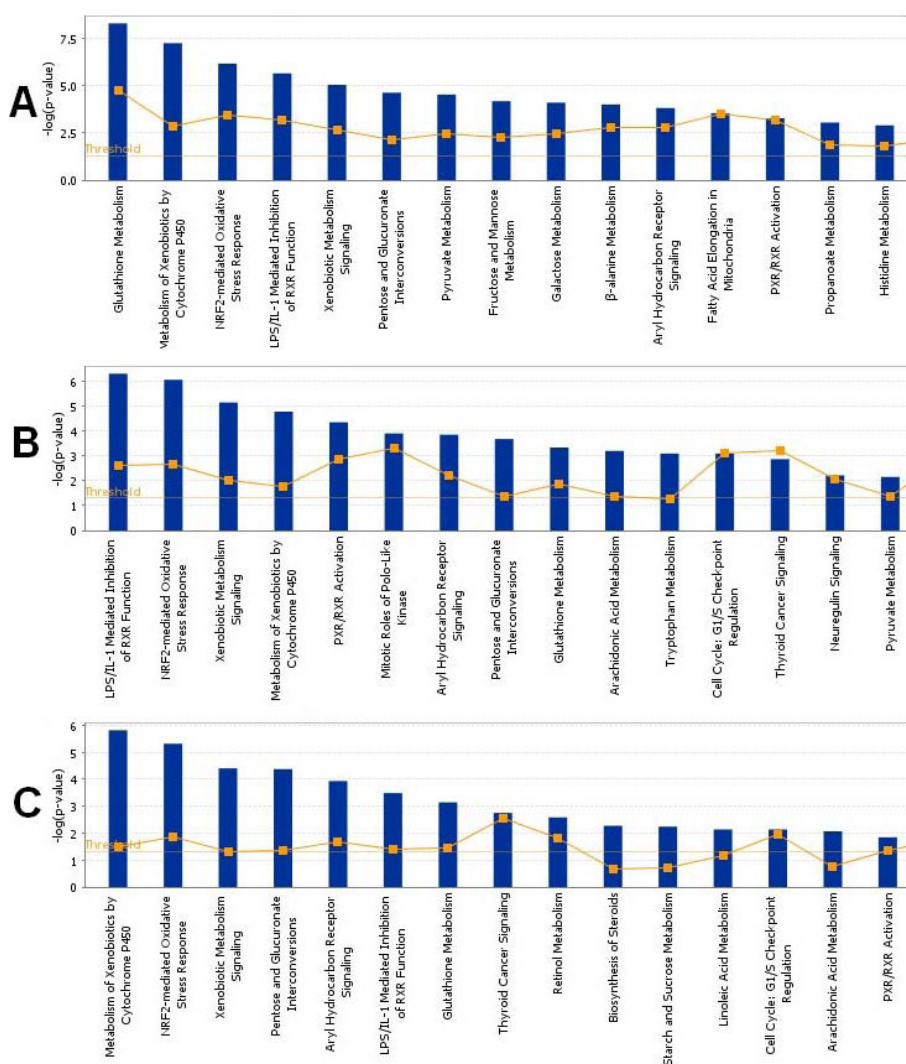 A
-log(p-value)
7.5
5.0
2.5
0.0
Threshold
Glutathione Metabolism
Metabolism of Xenobiotics by
Cytochrome P450
NRF2-mediated Oxidative
Stress Response
LPS/IL-1 Mediated Inhibition
of RXR Function
Xenobiotic Metabolism
Signaling
Pentose and Glucuronate
Interconversions
Pyruvate Metabolism
Fructose and Mannose
Metabolism
Galactose Metabolism
β-alanine Metabolism
Aryl Hydrocarbon Receptor
Signaling
Fatty Acid Elongation in
Mitochondria
PXR/RXR Activation
Propanoate Metabolism
Histidine Metabolism
B
-log(p-value)
6
5
4
3
2
1
0
Threshold
LPS/IL-1 Mediated Inhibition
of RXR Function
NRF2-mediated Oxidative
Stress Response
Xenobiotic Metabolism
Signaling
Metabolism of Xenobiotics by
Cytochrome P450
PXR/RXR Activation
Mitotic Roles of Polo-Like
Kinase
Aryl Hydrocarbon Receptor
Signaling
Pentose and Glucuronate
Interconversions
Glutathione Metabolism
Arachidonic Acid Metabolism
Tryptophan Metabolism
Cell Cycle: G1/S Checkpoint
Regulation
Thyroid Cancer Signaling
Neuregulin Signaling
Pyruvate Metabolism
C
-log(p-value)
6
5
4
3
2
1
0
Threshold
Metabolism of Xenobiotics by
Cytochrome P450
NRF2-mediated Oxidative
Stress Response
Xenobiotic Metabolism
Signaling
Pentose and Glucuronate
Interconversions
Aryl Hydrocarbon Receptor
Signaling
LPS/IL-1 Mediated Inhibition
of RXR Function
Glutathione Metabolism
Thyroid Cancer Signaling
Retinol Metabolism
Biosynthesis of Steroids
Starch and Sucrose Metabolism
Linoleic Acid Metabolism
Cell Cycle: G1/S Checkpoint
Regulation
Arachidonic Acid Metabolism
PXR/RXR Activation